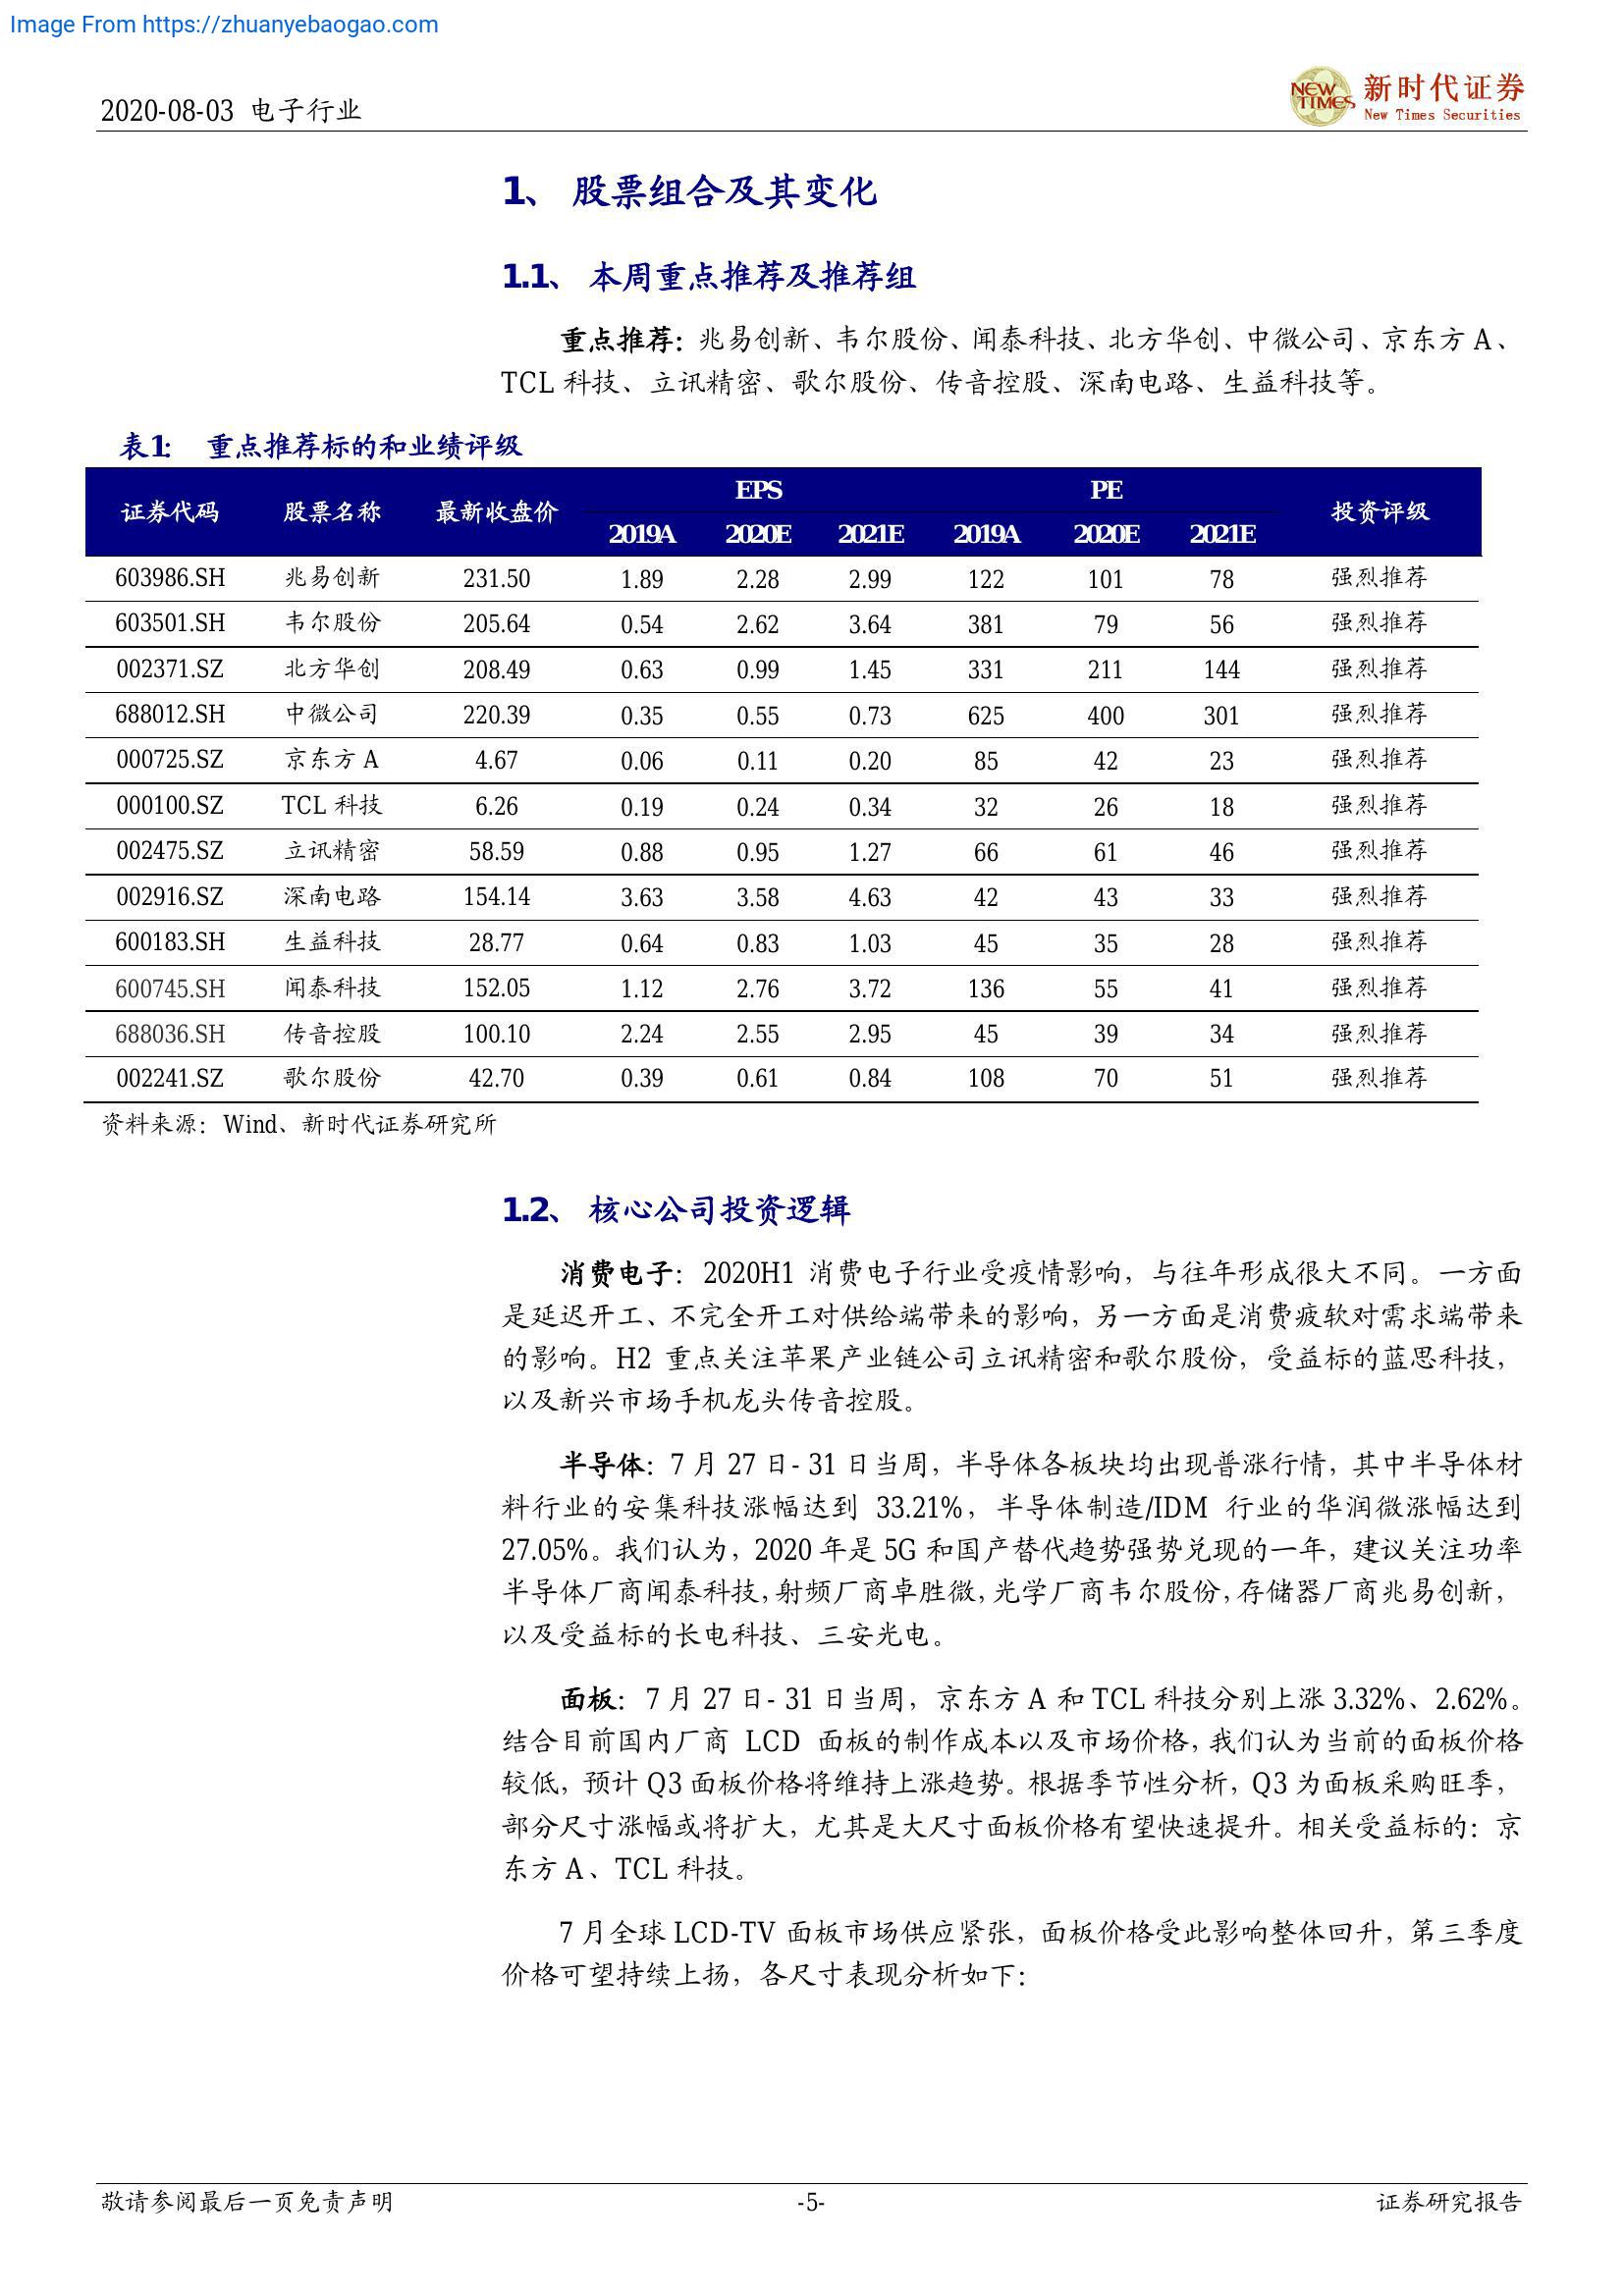 Image From https://zhuanyebaogao.com
2020-08-03 电子行业
NEW TIMES 新时代证券
New Times Securities
1、 股票组合及其变化
1.1、 本周重点推荐及推荐组
重点推荐：兆易创新、韦尔股份、闻泰科技、北方华创、中微公司、京东方 A、
TCL 科技、立讯精密、歌尔股份、传音控股、深南电路、生益科技等。
表1: 重点推荐标的和业绩评级
证券代码 股票名称 最新收盘价 EPS PE 投资评级
2019A 2020E 2021E 2019A 2020E 2021E
603986.SH 兆易创新 231.50 1.89 2.28 2.99 122 101 78 强烈推荐
603501.SH 韦尔股份 205.64 0.54 2.62 3.64 381 79 56 强烈推荐
002371.SZ 北方华创 208.49 0.63 0.99 1.45 331 211 144 强烈推荐
688012.SH 中微公司 220.39 0.35 0.55 0.73 625 400 301 强烈推荐
000725.SZ 京东方 A 4.67 0.06 0.11 0.20 85 42 23 强烈推荐
000100.SZ TCL 科技 6.26 0.19 0.24 0.34 32 26 18 强烈推荐
002475.SZ 立讯精密 58.59 0.88 0.95 1.27 66 61 46 强烈推荐
002916.SZ 深南电路 154.14 3.63 3.58 4.63 42 43 33 强烈推荐
600183.SH 生益科技 28.77 0.64 0.83 1.03 45 35 28 强烈推荐
600745.SH 闻泰科技 152.05 1.12 2.76 3.72 136 55 41 强烈推荐
688036.SH 传音控股 100.10 2.24 2.55 2.95 45 39 34 强烈推荐
002241.SZ 歌尔股份 42.70 0.39 0.61 0.84 108 70 51 强烈推荐
资料来源：Wind、新时代证券研究所
1.2、 核心公司投资逻辑
消费电子：2020H1 消费电子行业受疫情影响，与往年形成很大不同。一方面
是延迟开工、不完全开工对供给端带来的影响，另一方面是消费疲软对需求端带来
的影响。H2 重点关注苹果产业链公司立讯精密和歌尔股份，受益标的蓝思科技，
以及新兴市场手机龙头传音控股。
半导体：7 月 27 日- 31 日当周，半导体各板块均出现普涨行情，其中半导体材
料行业的安集科技涨幅达到 33.21%，半导体制造/IDM 行业的华润微涨幅达到
27.05%。我们认为，2020 年是 5G 和国产替代趋势强势兑现的一年，建议关注功率
半导体厂商闻泰科技，射频厂商卓胜微，光学厂商韦尔股份，存储器厂商兆易创新，
以及受益标的长电科技、三安光电。
面板：7 月 27 日- 31 日当周，京东方 A 和 TCL 科技分别上涨 3.32%、2.62%。
结合目前国内厂商 LCD 面板的制作成本以及市场价格，我们认为当前的面板价格
较低，预计 Q3 面板价格将维持上涨趋势。根据季节性分析，Q3 为面板采购旺季，
部分尺寸涨幅或将扩大，尤其是大尺寸面板价格有望快速提升。相关受益标的：京
东方 A、TCL 科技。
7 月全球 LCD-TV 面板市场供应紧张，面板价格受此影响整体回升，第三季度
价格可望持续上扬，各尺寸表现分析如下：
敬请参阅最后一页免责声明 -5- 证券研究报告